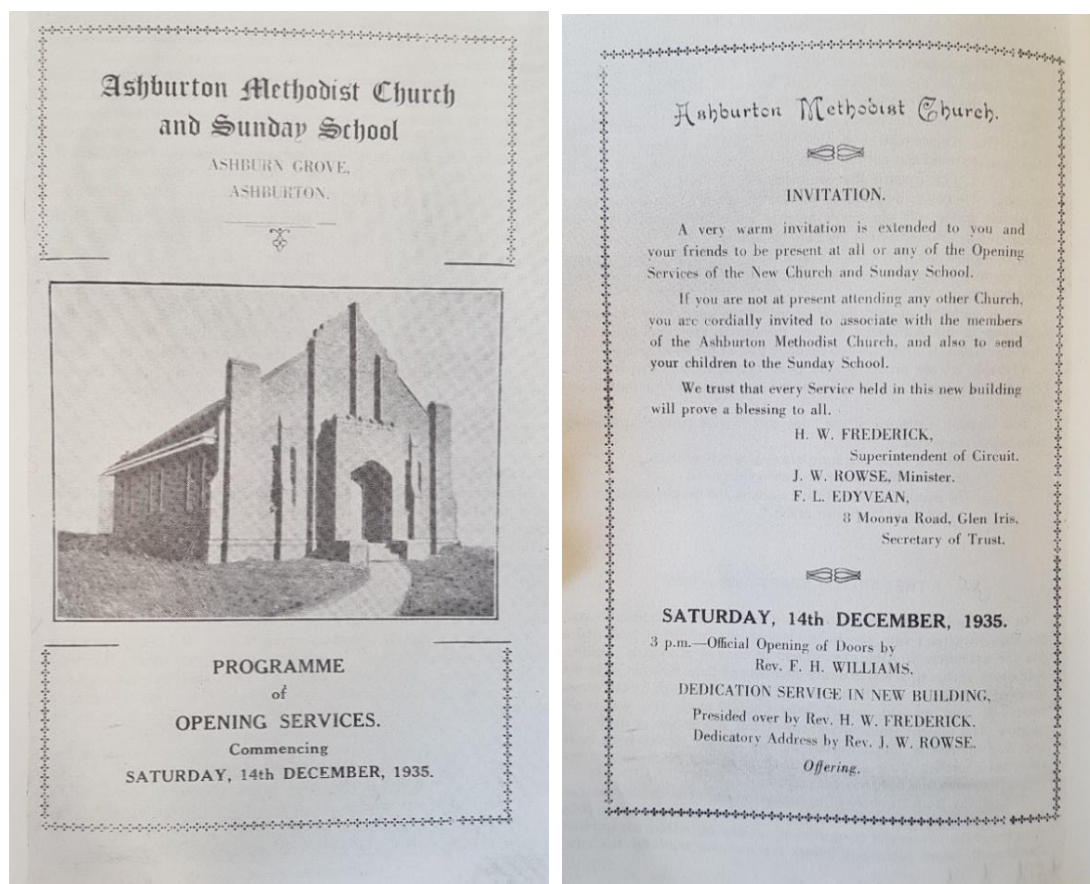 Ashburton Methodist Church
and Sunday School
ASHBURN GROVE,
ASHBURTON.
PROGRAMME
of
OPENING SERVICES.
Commencing
SATURDAY, 14th DECEMBER, 1935.
Ashburton Methodist Church.
INVITATION.
A very warm invitation is extended to you and
your friends to be present at all or any of the Opening
Services of the New Church and Sunday School.
If you are not at present attending any other Church,
you are cordially invited to associate with the members
of the Ashburton Methodist Church, and also to send
your children to the Sunday School.
We trust that every Service held in this new building
will prove a blessing to all.
H. W. FREDERICK,
Superintendent of Circuit.
J. W. ROWSE, Minister.
F. L. EDYVEAN,
8 Moonya Road, Glen Iris,
Secretary of Trust.
SATURDAY, 14th DECEMBER, 1935.
3 p.m.—Official Opening of Doors by
Rev. F. H. WILLIAMS.
DEDICATION SERVICE IN NEW BUILDING,
Presided over by Rev. H. W. FREDERICK.
Dedicatory Address by Rev. J. W. ROWSE.
Offering.